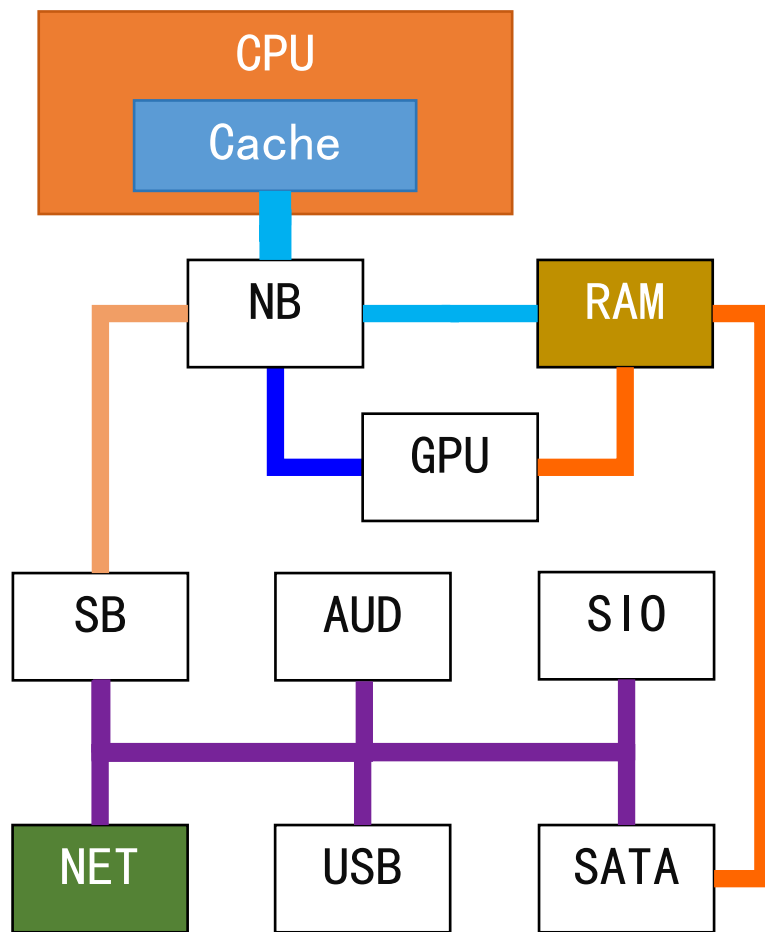 CPU
Cache
NB
RAM
GPU
SB
AUD
SIO
NET
USB
SATA